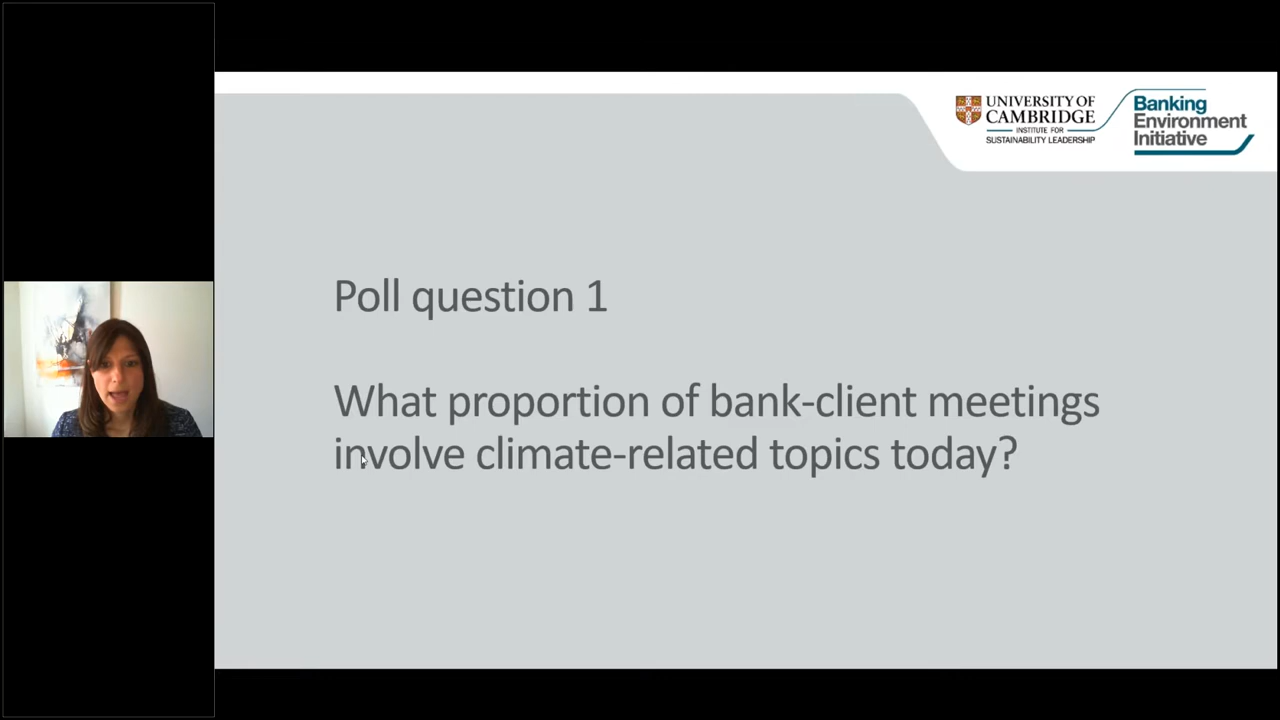 UNIVERSITY OF
CAMBRIDGE
INSTITUTE FOR
SUSTAINABILITY LEADERSHIP
Banking
Environment
Initiative
Poll question 1
What proportion of bank-client meetings
involve climate-related topics today?